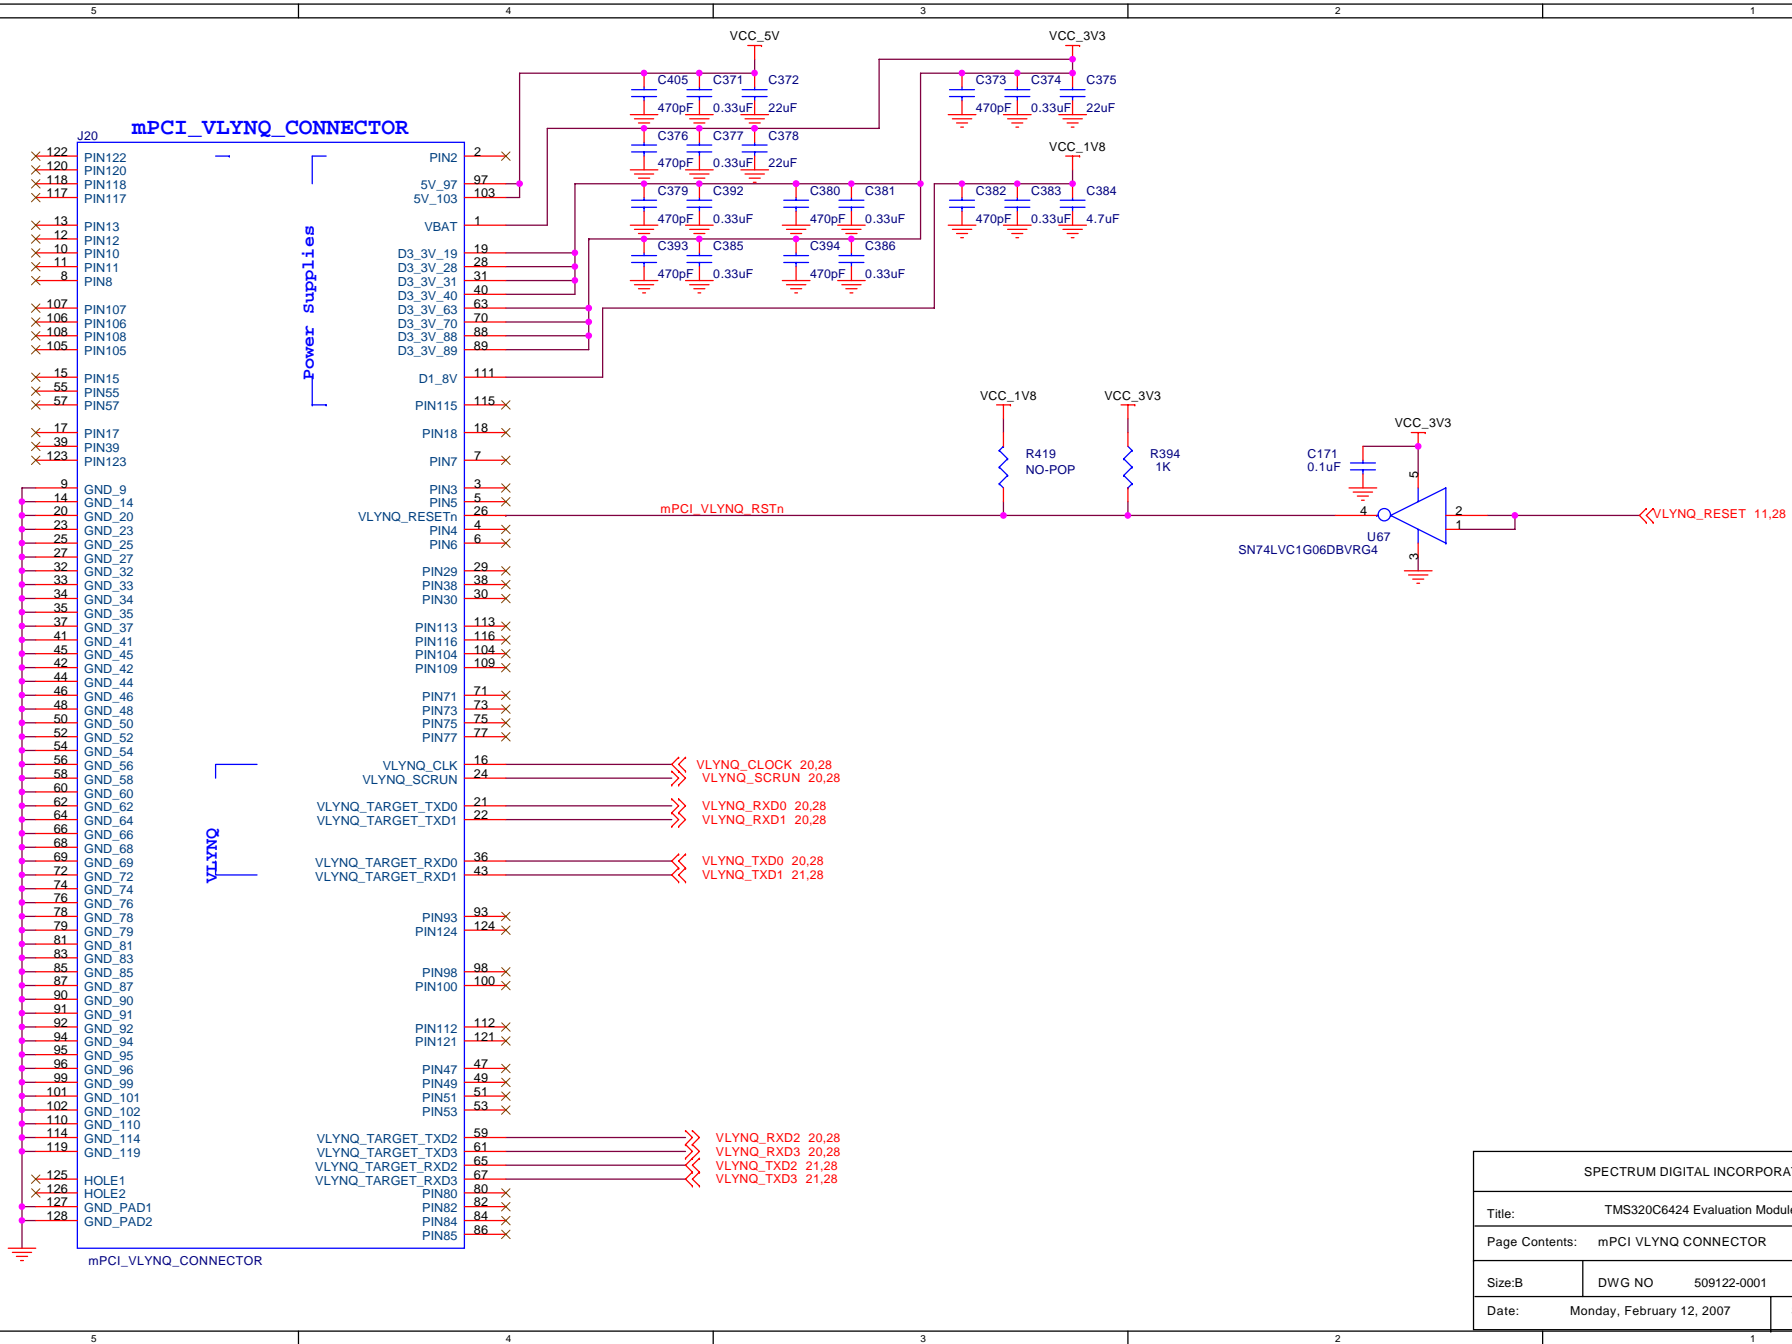 5 4 3 2 1
VCC_5V VCC_3V3
C405 C371 C372 C373 C374 C375
470pF 0.33uF 22uF 470pF 0.33uF 22uF
mPCI_VLYNQ_CONNECTOR
J20
C376 C377 C378
470pF 0.33uF 22uF
VCC_1V8
C379 C392 C380 C381 C382 C383 C384
470pF 0.33uF 470pF 0.33uF 470pF 0.33uF 4.7uF
C393 C385 C394 C386
470pF 0.33uF 470pF 0.33uF
122 PIN122
120 PIN120
118 PIN118
117 PIN117
13 PIN13
12 PIN12
10 PIN10
11 PIN11
8 PIN8
107 PIN107
106 PIN106
108 PIN108
105 PIN105
15 PIN15
55 PIN55
57 PIN57
17 PIN17
39 PIN39
123 PIN123
9 GND_9
14 GND_14
20 GND_20
23 GND_23
25 GND_25
27 GND_27
32 GND_32
33 GND_33
34 GND_34
35 GND_35
37 GND_37
41 GND_41
45 GND_45
42 GND_42
44 GND_44
46 GND_46
48 GND_48
50 GND_50
52 GND_52
54 GND_54
56 GND_56
58 GND_58
60 GND_60
62 GND_62
64 GND_64
66 GND_66
68 GND_68
69 GND_69
72 GND_72
74 GND_74
76 GND_76
78 GND_78
79 GND_79
81 GND_81
83 GND_83
85 GND_85
87 GND_87
90 GND_90
91 GND_91
92 GND_92
94 GND_94
95 GND_95
96 GND_96
99 GND_99
101 GND_101
102 GND_102
110 GND_110
114 GND_114
119 GND_119
125 HOLE1
126 HOLE2
127 GND_PAD1
128 GND_PAD2
Power Supplies
VLYNQ
PIN2 2
5V_97 97
5V_103 103
VBAT 1
D3_3V_19 19
D3_3V_28 28
D3_3V_31 31
D3_3V_40 40
D3_3V_63 63
D3_3V_70 70
D3_3V_88 88
D3_3V_89 89
D1_8V 111
PIN115 115
PIN18 18
PIN7 7
PIN3 3
PIN5 5
VLYNQ_RESETn 26
PIN4 4
PIN6 6
PIN29 29
PIN38 38
PIN30 30
PIN113 113
PIN116 116
PIN104 104
PIN109 109
PIN71 71
PIN73 73
PIN75 75
PIN77 77
VLYNQ_CLK 16 VLYNQ_CLOCK 20,28
VLYNQ_SCRUN 24 VLYNQ_SCRUN 20,28
VLYNQ_TARGET_TXD0 21 VLYNQ_RXD0 20,28
VLYNQ_TARGET_TXD1 22 VLYNQ_RXD1 20,28
VLYNQ_TARGET_RXD0 36 VLYNQ_TXD0 20,28
VLYNQ_TARGET_RXD1 43 VLYNQ_TXD1 21,28
PIN93 93
PIN124 124
PIN98 98
PIN100 100
PIN112 112
PIN121 121
PIN47 47
PIN49 49
PIN51 51
PIN53 53
VLYNQ_TARGET_TXD2 59 VLYNQ_RXD2 20,28
VLYNQ_TARGET_TXD3 61 VLYNQ_RXD3 20,28
VLYNQ_TARGET_RXD2 65 VLYNQ_TXD2 21,28
VLYNQ_TARGET_RXD3 67 VLYNQ_TXD3 21,28
PIN80 80
PIN82 82
PIN84 84
PIN85 86
mPCI_VLYNQ_CONNECTOR
VCC_1V8 VCC_3V3
VCC_3V3
R419 NO-POP
R394 1K
C171 0.1uF
mPCI_VLYNQ_RSTn
5
4 2
1
3
U67
SN74LVC1G06DBVRG4
VLYNQ_RESET 11,28
SPECTRUM DIGITAL INCORPORA
Title: TMS320C6424 Evaluation Module
Page Contents: mPCI VLYNQ CONNECTOR
Size:B DWG NO 509122-0001
Date: Monday, February 12, 2007
5 4 3 2 1